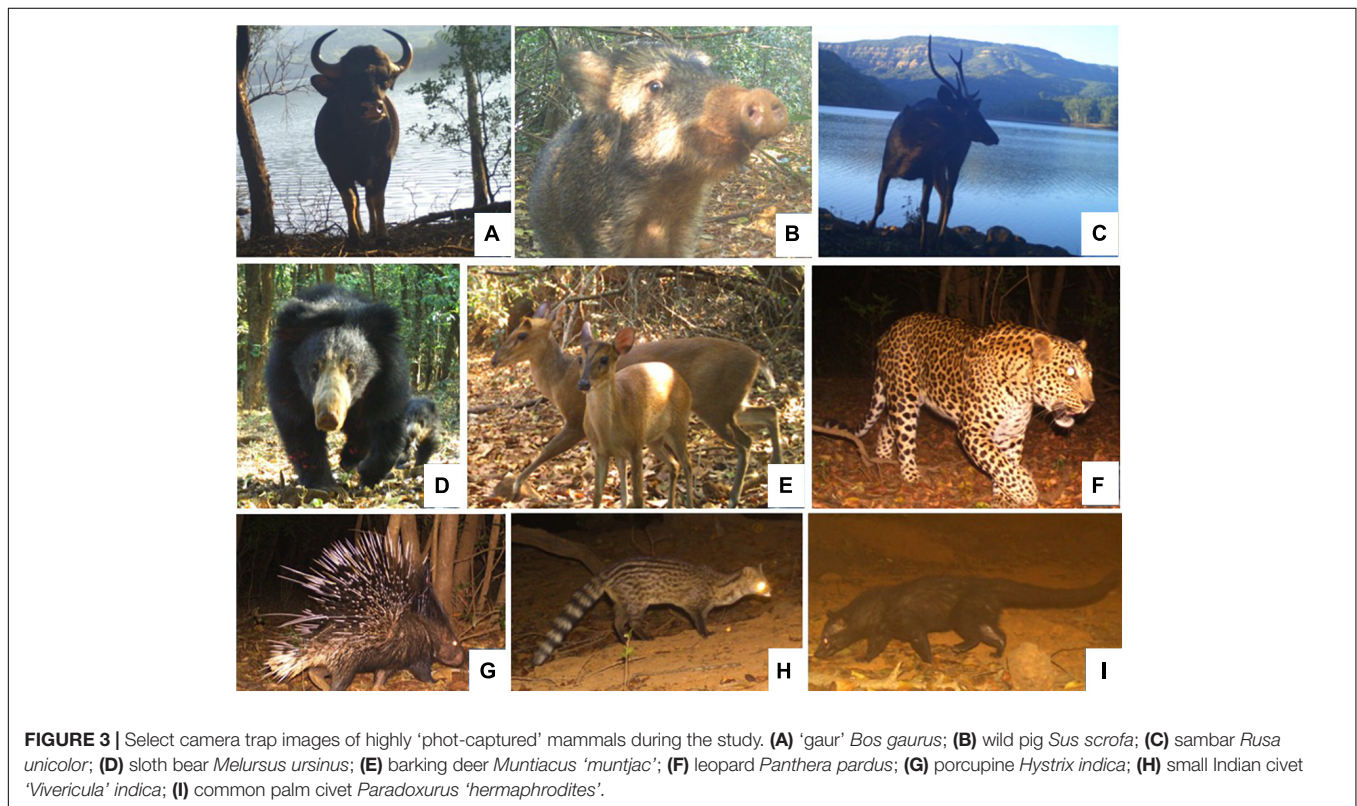 A
B
C
D
E
F
G
H
I
FIGURE 3 | Select camera trap images of highly ‘phot-captured’ mammals during the study. (A) ‘gaur’ Bos gaurus; (B) wild pig Sus scrofa; (C) sambar Rusa
unicolor; (D) sloth bear Melursus ursinus; (E) barking deer Muntiacus ‘muntjac’; (F) leopard Panthera pardus; (G) porcupine Hystrix indica; (H) small Indian civet
‘Vivericula’ indica; (I) common palm civet Paradoxurus ‘hermaphrodites’.